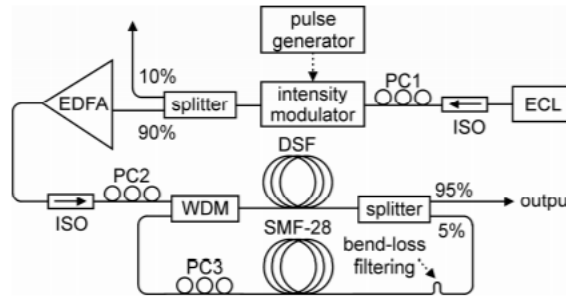 pulse
generator
10%
PC1
EDFA
splitter
intensity
modulator
ECL
90%
ISO
DSF
PC2
95%
WDM
splitter
output
ISO
SMF-28
5%
bend-loss
filtering
PC3